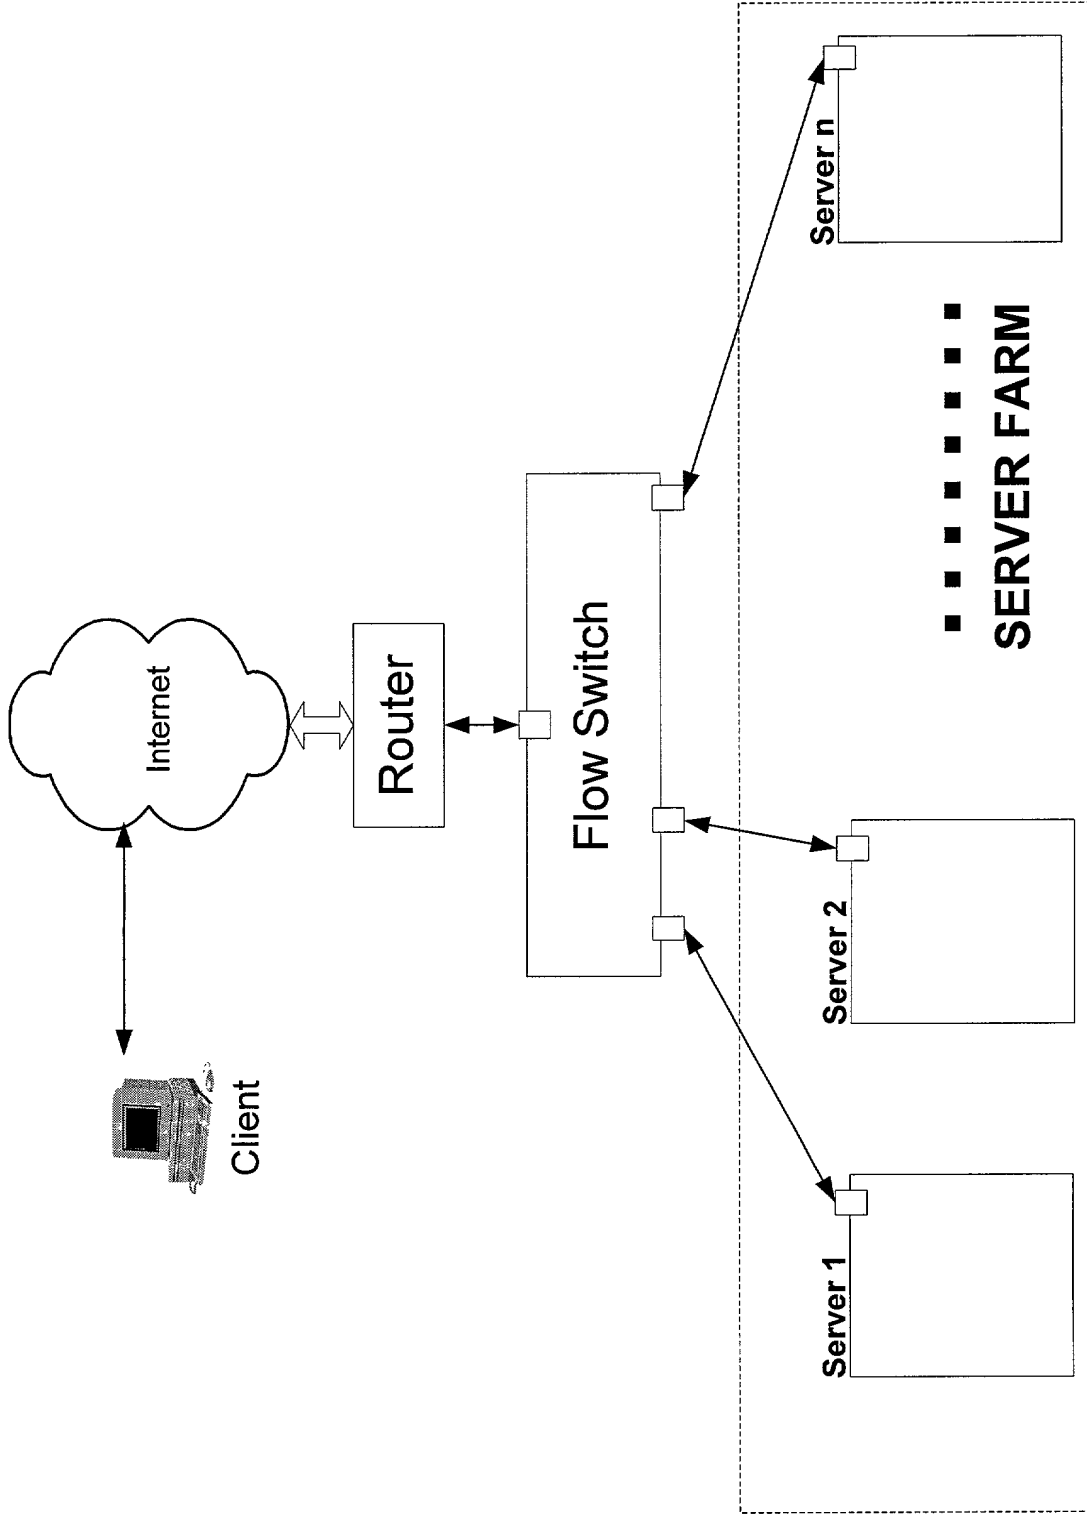 Internet
Client
Router
Flow Switch
Server 1
Server 2
Server n
SERVER FARM